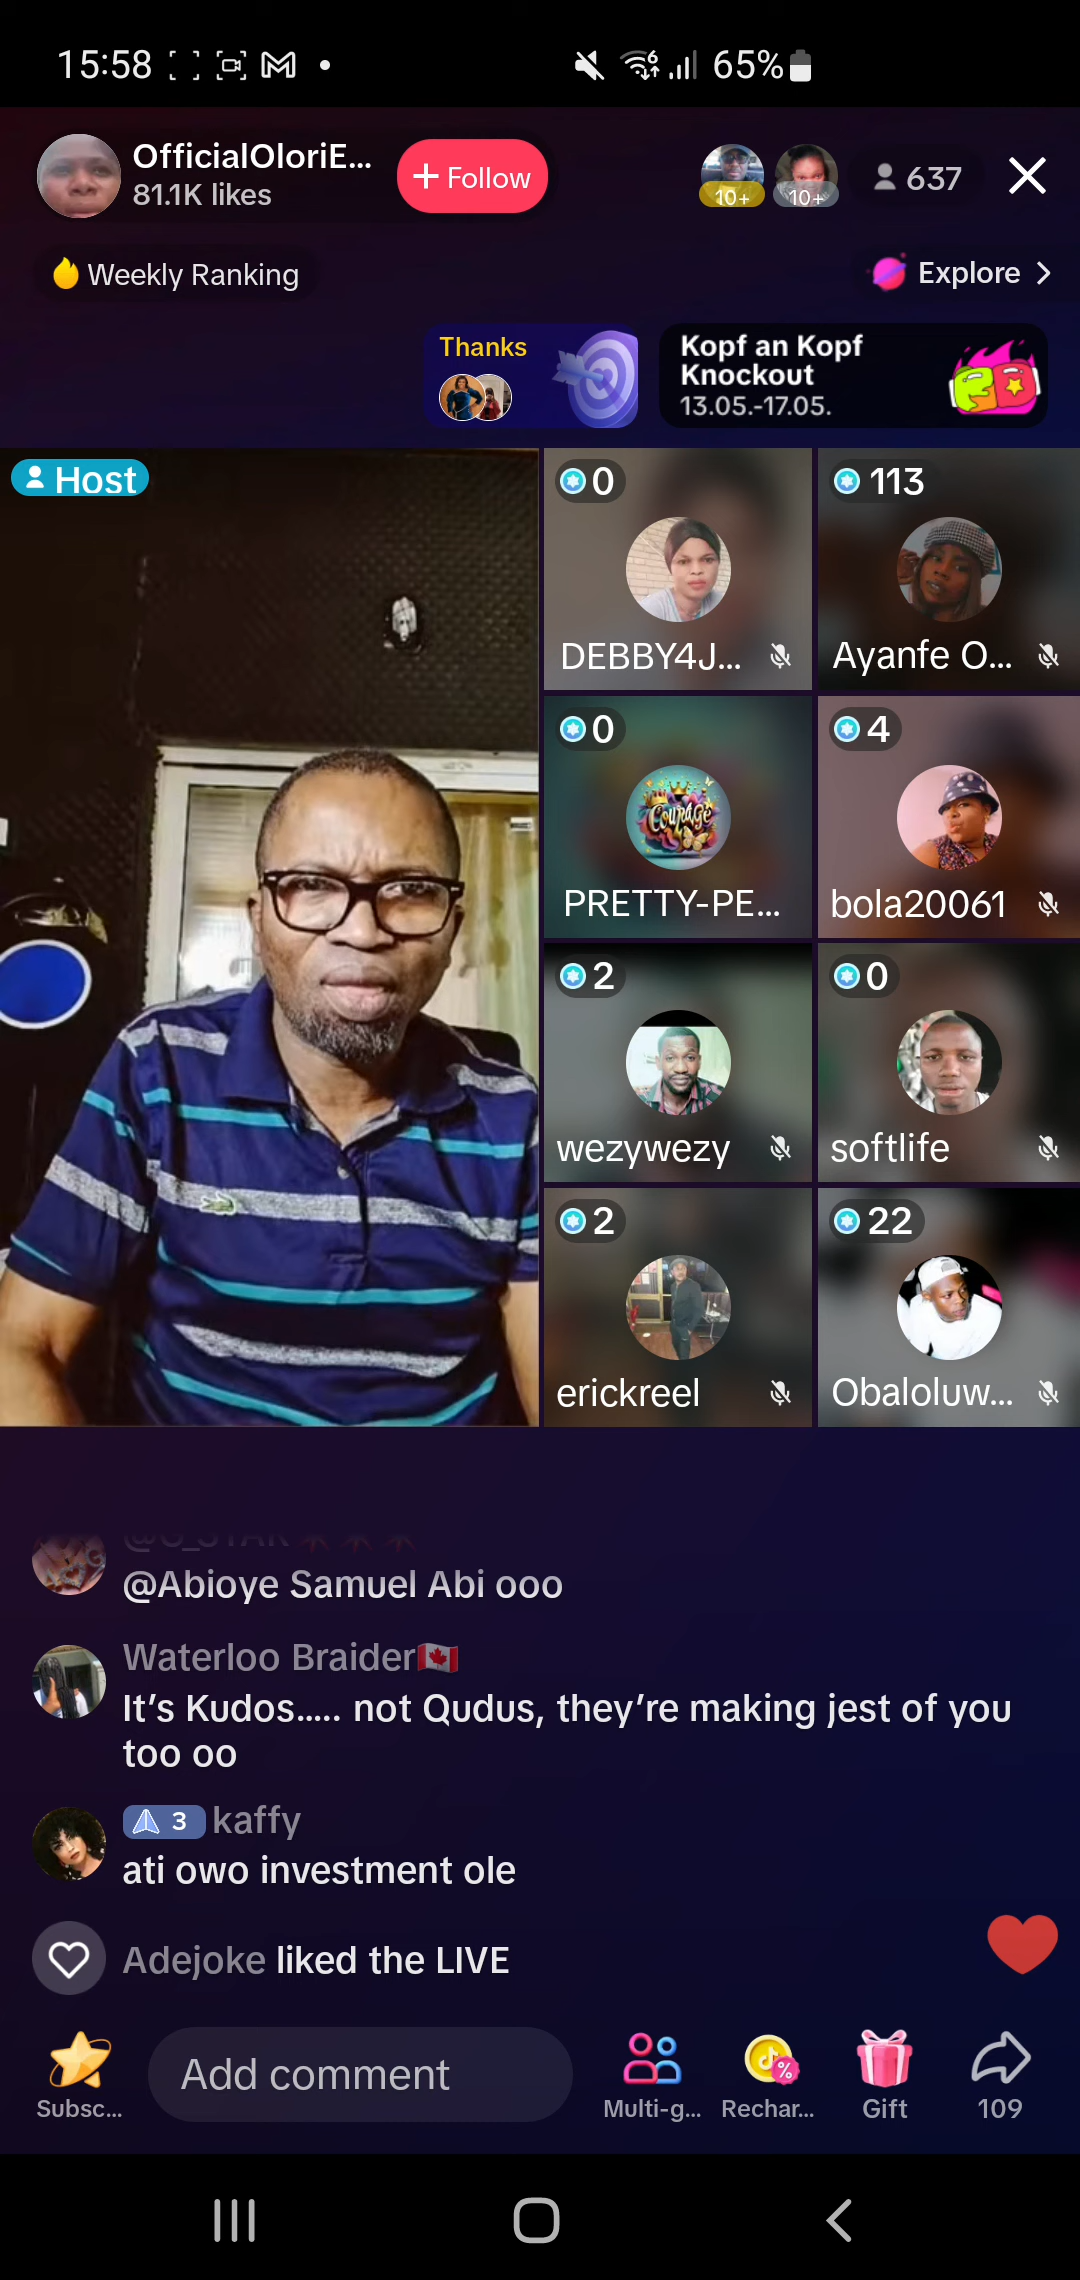 15:58
65%
OfficialOloriE...
81.1K likes
+ Follow
10+
10+
637
Weekly Ranking
Explore
Thanks
Kopf an Kopf
Knockout
13.05.-17.05.
Host
0
DEBBY4J...
113
Ayanfe O...
0
Courage
PRETTY-PE...
4
bola20061
2
wezywezy
0
softlife
2
erickreel
22
Obaloluw...
@G_STAR
@Abioye Samuel Abi ooo
Waterloo Braider🇨🇦
It’s Kudos..... not Qudus, they’re making jest of you
too oo
3 kaffy
ati owo investment ole
Adejoke liked the LIVE
Subsc...
Add comment
Multi-g...
Rechar...
Gift
109